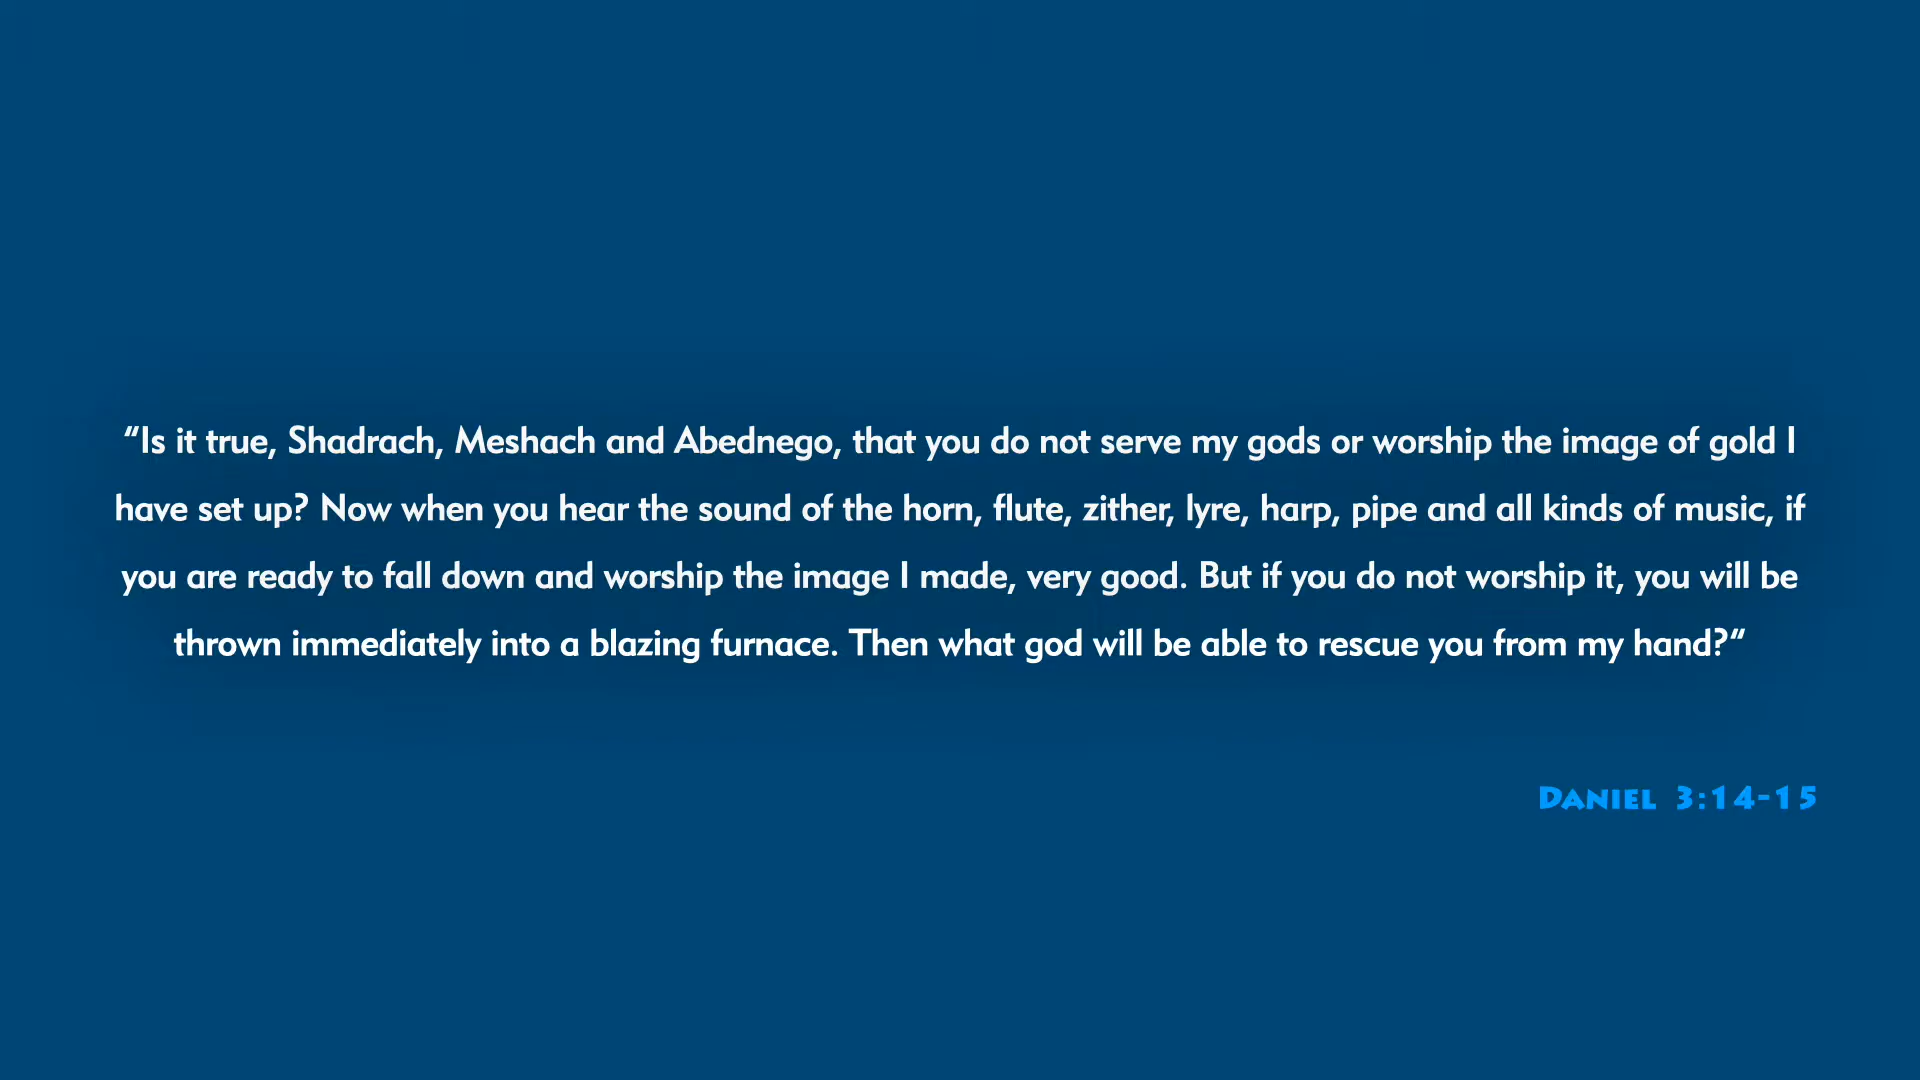 “Is it true, Shadrach, Meshach and Abednego, that you do not serve my gods or worship the image of gold I
have set up? Now when you hear the sound of the horn, flute, zither, lyre, harp, pipe and all kinds of music, if
you are ready to fall down and worship the image I made, very good. But if you do not worship it, you will be
thrown immediately into a blazing furnace. Then what god will be able to rescue you from my hand?“
Daniel 3:14-15